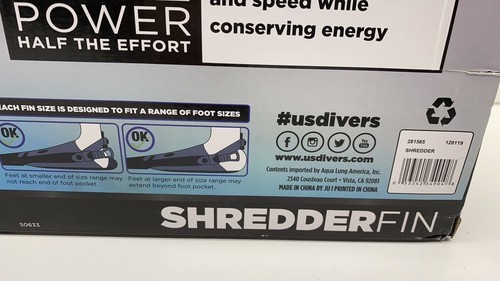 POWER
HALF THE EFFORT
and speed while
conserving energy
EACH FIN SIZE IS DESIGNED TO FIT A RANGE OF FOOT SIZES
OK
Feet at smaller end of size range may
not reach end of foot pocket.
OK
Feet at larger end of size range may
extend beyond foot pocket.
#usdivers
www.usdivers.com
Contents imported by Aqua Lung America, Inc.
2340 Cousteau Court • Vista, CA 92081
MADE IN CHINA BY JU I PRINTED IN CHINA
281565 120119
SHREDDER
50633
SHREDDERFIN